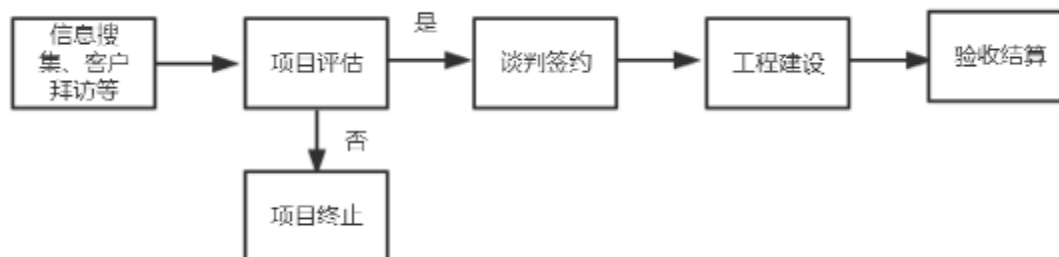 信息搜
集、客户
拜访等
项目评估
是
谈判签约
工程建设
验收结算
否
项目终止